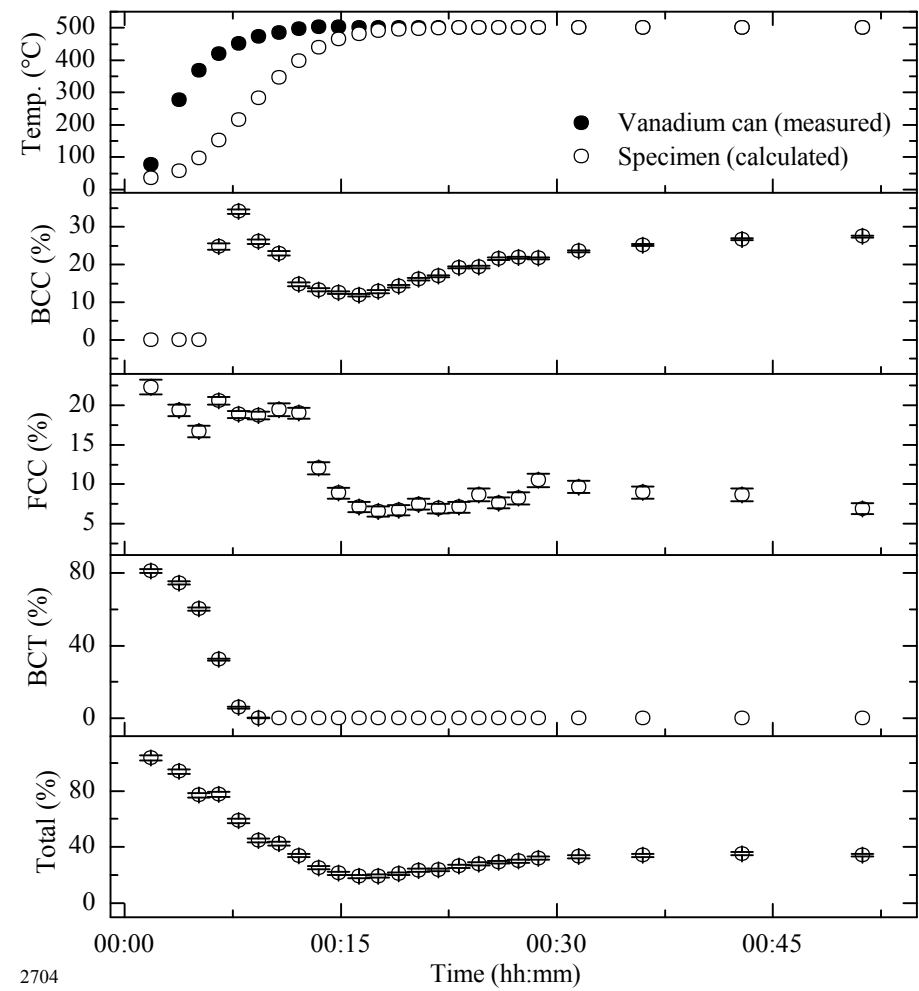 500
400
300
200
100
0
Temp. (°C)
Vanadium can (measured)
Specimen (calculated)
30
20
10
0
BCC (%)
20
15
10
5
FCC (%)
80
40
0
BCT (%)
80
40
0
Total (%)
00:00 00:15 00:30 00:45
Time (hh:mm)
2704